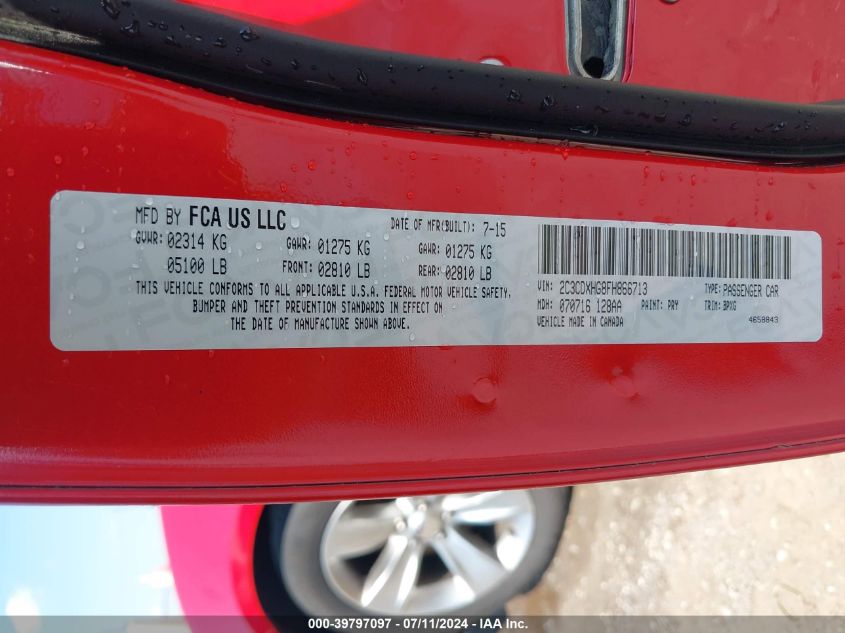 MFD BY FCA US LLC DATE OF MFR(BUILT): 7-15
GVWR: 02314 KG GAWR: 01275 KG GAWR: 01275 KG
05100 LB FRONT: 02810 LB REAR: 02810 LB
THIS VEHICLE CONFORMS TO ALL APPLICABLE U.S.A. FEDERAL MOTOR VEHICLE SAFETY,
BUMPER AND THEFT PREVENTION STANDARDS IN EFFECT ON
THE DATE OF MANUFACTURE SHOWN ABOVE.
VIN: 2C3CDXHG8FH866713 TYPE: PASSENGER CAR
MDH: 070716 128AA PAINT: PRY TRIM: BPXG
VEHICLE MADE IN CANADA 4658843
000-39797097 - 07/11/2024 - IAA Inc.